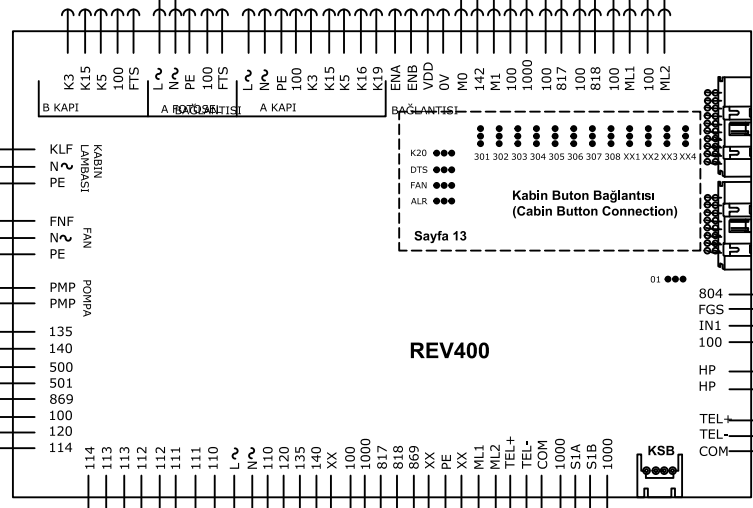 K3 K15 K5 100 FTS L~ N~ PE 100 FTS L~ N~ PE 100 K3 K15 K5 K16 K19 ENA ENB VDD 0V M0 142 M1 100 1000 100 817 100 818 100 ML1 100 ML2
B KAPI A FOTOSEL BAĞLANTISI A KAPI BAĞLANTISI
KLF
N~
PE
KABIN
LAMBASI
FNF
N~
PE
FAN
PMP
PMP
POMPA
135
140
500
501
869
100
120
114
K20
DTS
FAN
ALR
301 302 303 304 305 306 307 308 XX1 XX2 XX3 XX4
Kabin Buton Bağlantısı
(Cabin Button Connection)
Sayfa 13
01
REV400
804
FGS
IN1
100
HP
HP
TEL+
TEL-
COM
KSB
114 113 113 112 112 111 111 110 L~ N~ 110 120 135 140 XX 100 1000 817 818 869 XX PE XX ML1 ML2 TEL+ TEL- COM 1000 S1A S1B 1000